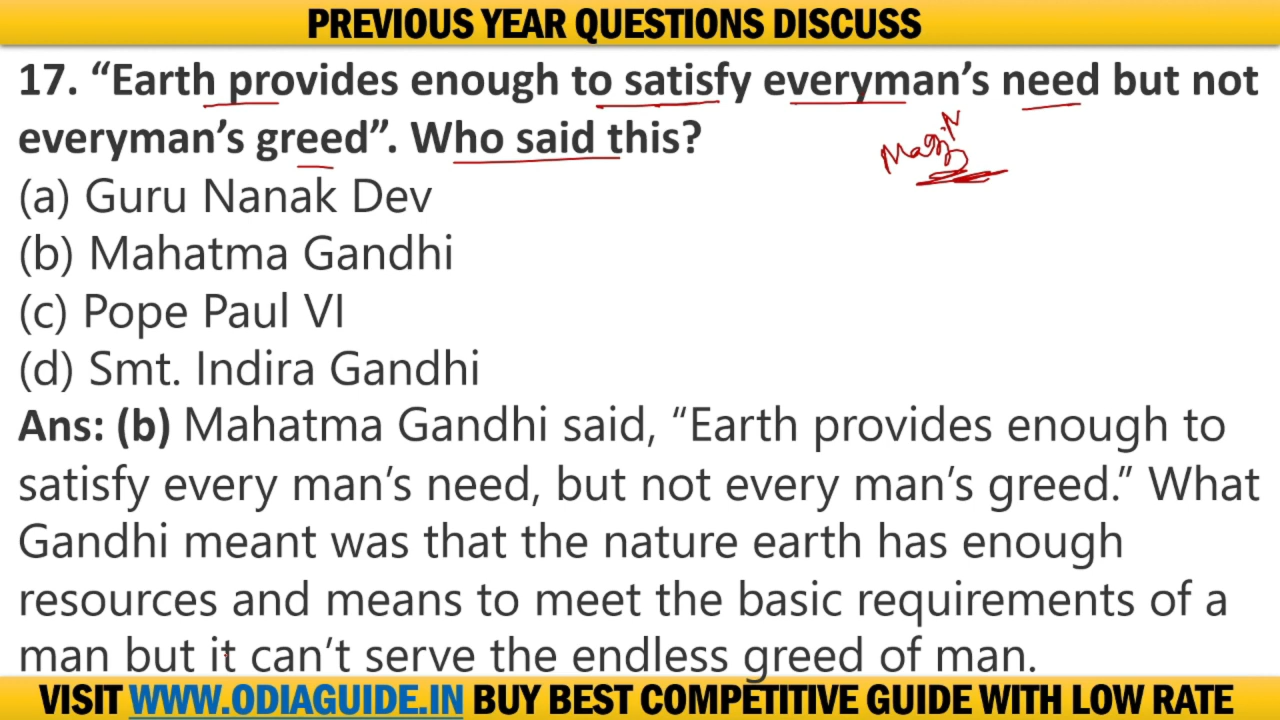 PREVIOUS YEAR QUESTIONS DISCUSS
17. “Earth provides enough to satisfy everyman’s need but not
everyman’s greed”. Who said this?
(a) Guru Nanak Dev
(b) Mahatma Gandhi
(c) Pope Paul VI
(d) Smt. Indira Gandhi
Ans: (b) Mahatma Gandhi said, “Earth provides enough to
satisfy every man’s need, but not every man’s greed.” What
Gandhi meant was that the nature earth has enough
resources and means to meet the basic requirements of a
man but it can’t serve the endless greed of man.
VISIT WWW.ODIAGUIDE.IN BUY BEST COMPETITIVE GUIDE WITH LOW RATE